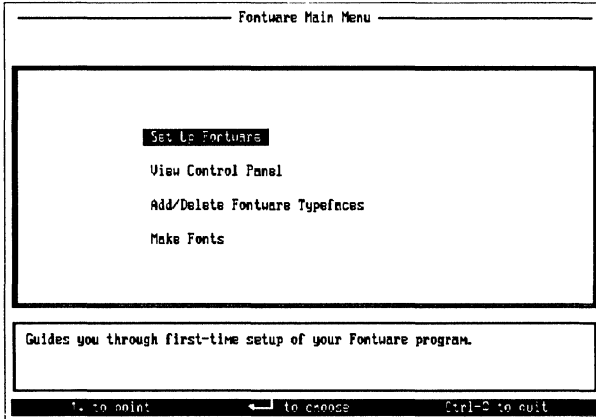 Fontware Main Menu
Set Up Fontware
View Control Panel
Add/Delete Fontware Typefaces
Make Fonts
Guides you through first-time setup of your Fontware program.
to point ←┘ to choose Ctrl-C to quit